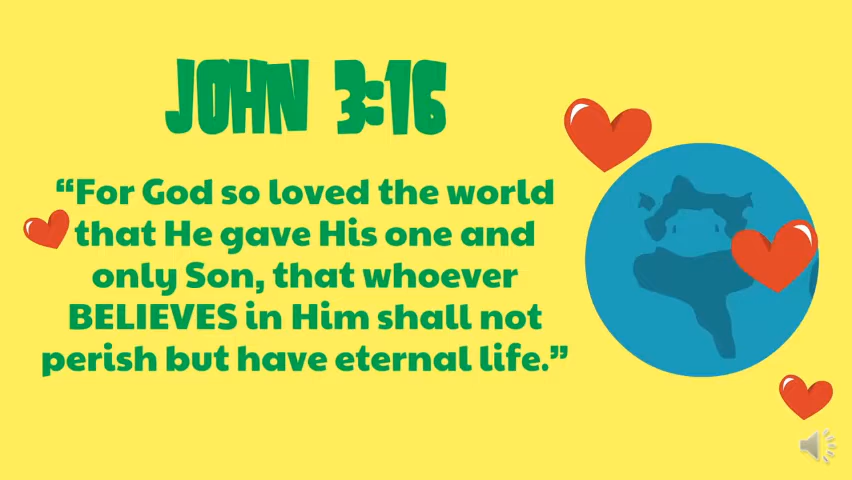 JOHN 3:16
“For God so loved the world
that He gave His one and
only Son, that whoever
BELIEVES in Him shall not
perish but have eternal life.”